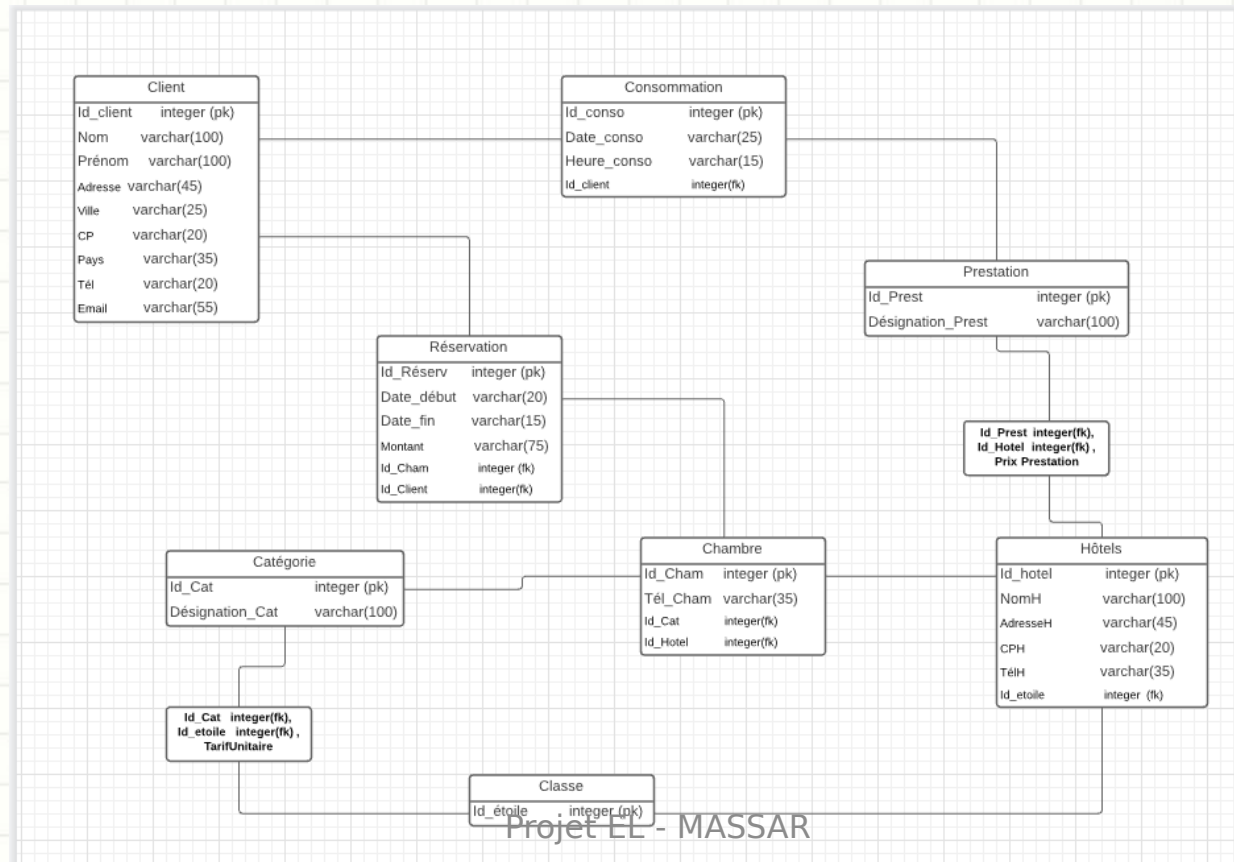 Client
Id_client integer (pk)
Nom varchar(100)
Prénom varchar(100)
Adresse varchar(45)
Ville varchar(25)
CP varchar(20)
Pays varchar(35)
Tél varchar(20)
Email varchar(55)
Consommation
Id_conso integer (pk)
Date_conso varchar(25)
Heure_conso varchar(15)
Id_client integer(fk)
Prestation
Id_Prest integer (pk)
Désignation_Prest varchar(100)
Réservation
Id_Réserv integer (pk)
Date_début varchar(20)
Date_fin varchar(15)
Montant varchar(75)
Id_Cham integer (fk)
Id_Client integer(fk)
Id_Prest integer(fk),
Id_Hotel integer(fk) ,
Prix Prestation
Catégorie
Id_Cat integer (pk)
Désignation_Cat varchar(100)
Chambre
Id_Cham integer (pk)
Tél_Cham varchar(35)
Id_Cat integer(fk)
Id_Hotel integer(fk)
Hôtels
Id_hotel integer (pk)
NomH varchar(100)
AdresseH varchar(45)
CPH varchar(20)
TélH varchar(35)
Id_etoile integer (fk)
Id_Cat integer(fk),
Id_etoile integer(fk) ,
TarifUnitaire
Classe
Id_étoile integer (pk)
Projet EL - MASSAR